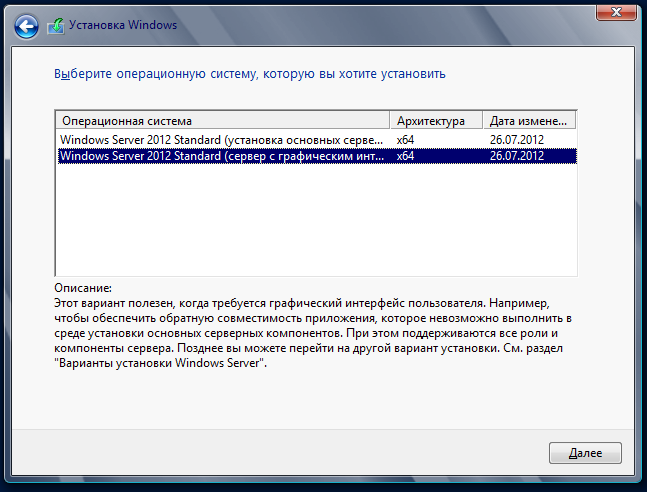 Установка Windows
Выберите операционную систему, которую вы хотите установить
Операционная система Архитектура Дата измене...
Windows Server 2012 Standard (установка основных серве... x64 26.07.2012
Windows Server 2012 Standard (сервер с графическим инт... x64 26.07.2012
Описание:
Этот вариант полезен, когда требуется графический интерфейс пользователя. Например,
чтобы обеспечить обратную совместимость приложения, которое невозможно выполнить в
среде установки основных серверных компонентов. При этом поддерживаются все роли и
компоненты сервера. Позднее вы можете перейти на другой вариант установки. См. раздел
"Варианты установки Windows Server".
Далее